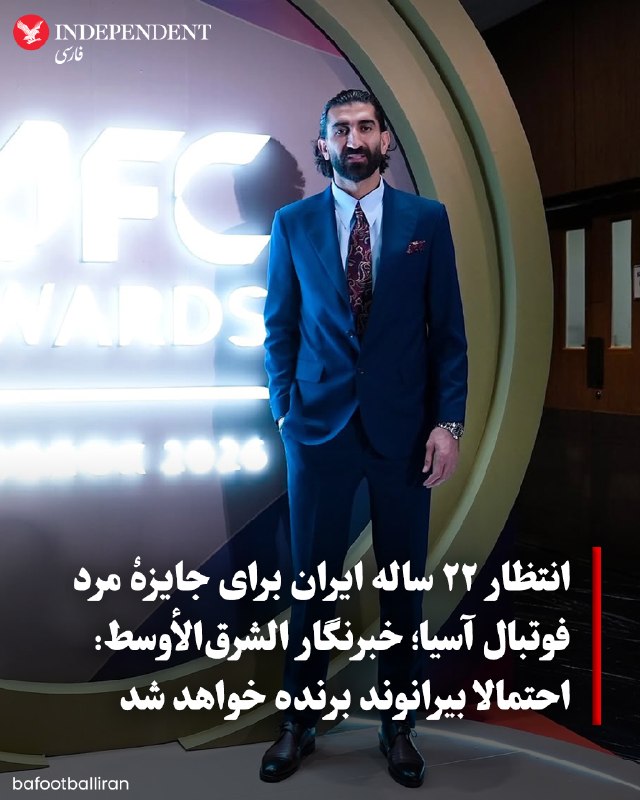 INDEPENDENT
فارسی
AFC
AWARDS
2026
انتظار ۲۲ ساله ایران برای جایزهٔ مرد
فوتبال آسیا؛ خبرنگار الشرق‌الأوسط:
احتمالا بیرانوند برنده خواهد شد
bafootballiran